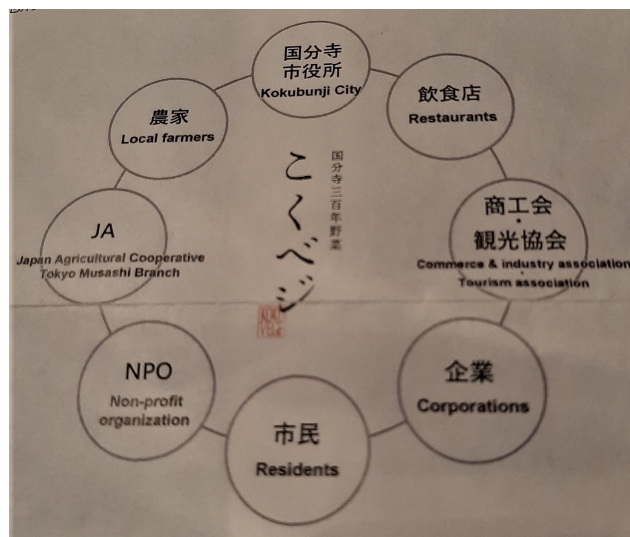 国分寺
市役所
Kokubunji City
飲食店
Restaurants
商工会
・
観光協会
Commerce & industry association
・
Tourism association
企業
Corporations
市民
Residents
NPO
Non-profit
organization
JA
Japan Agricultural Cooperative
Tokyo Musashi Branch
農家
Local farmers
国分寺三百年野菜
こくベジ
KOKU
VEGE